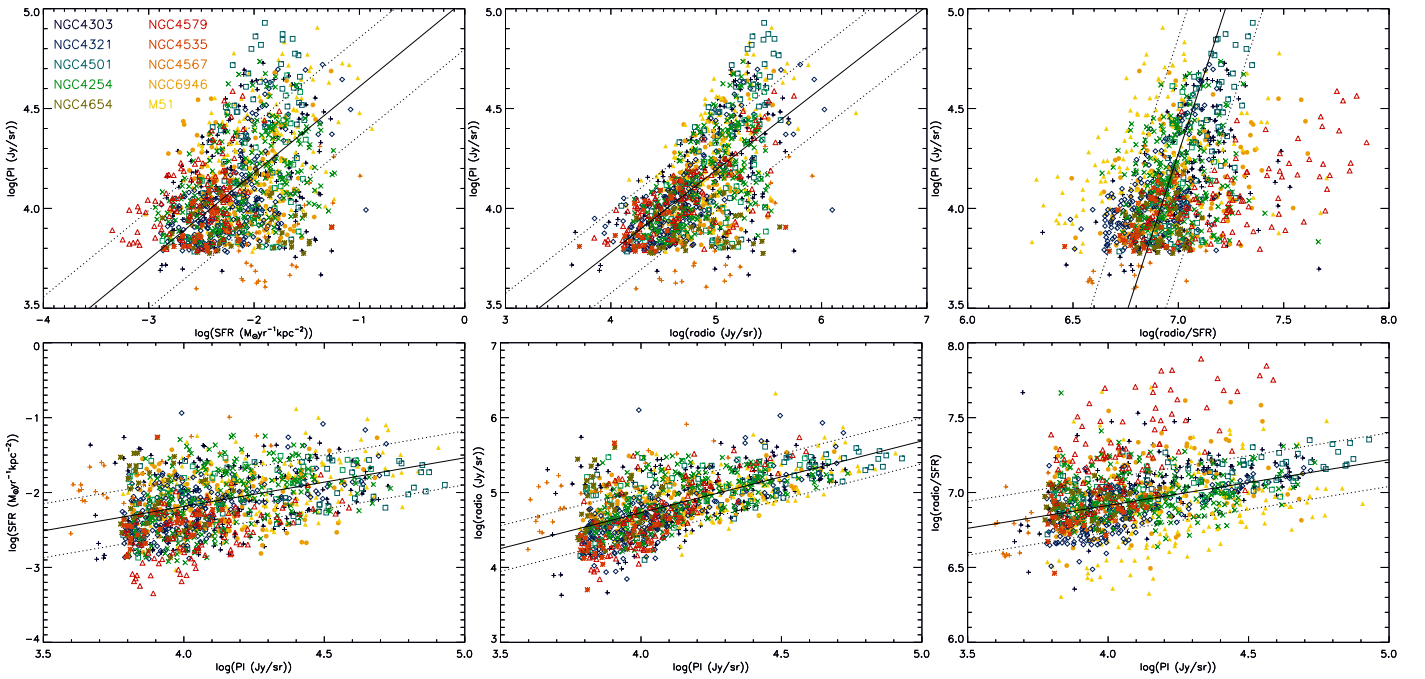 5.0
4.5
4.0
3.5
log(PI (Jy/sr))
NGC4303 NGC4579
NGC4321 NGC4535
NGC4501 NGC4567
NGC4254 NGC6946
NGC4654 M51
−4 −3 −2 −1 0
log(SFR (M⊙yr⁻¹kpc⁻²))
5.0
4.5
4.0
3.5
log(PI (Jy/sr))
3 4 5 6 7
log(radio (Jy/sr))
5.0
4.5
4.0
3.5
log(PI (Jy/sr))
6.0 6.5 7.0 7.5 8.0
log(radio/SFR)
0
−1
−2
−3
−4
log(SFR (M⊙yr⁻¹kpc⁻²))
3.5 4.0 4.5 5.0
log(PI (Jy/sr))
7
6
5
4
3
log(radio (Jy/sr))
3.5 4.0 4.5 5.0
log(PI (Jy/sr))
8.0
7.5
7.0
6.5
6.0
log(radio/SFR)
3.5 4.0 4.5 5.0
log(PI (Jy/sr))